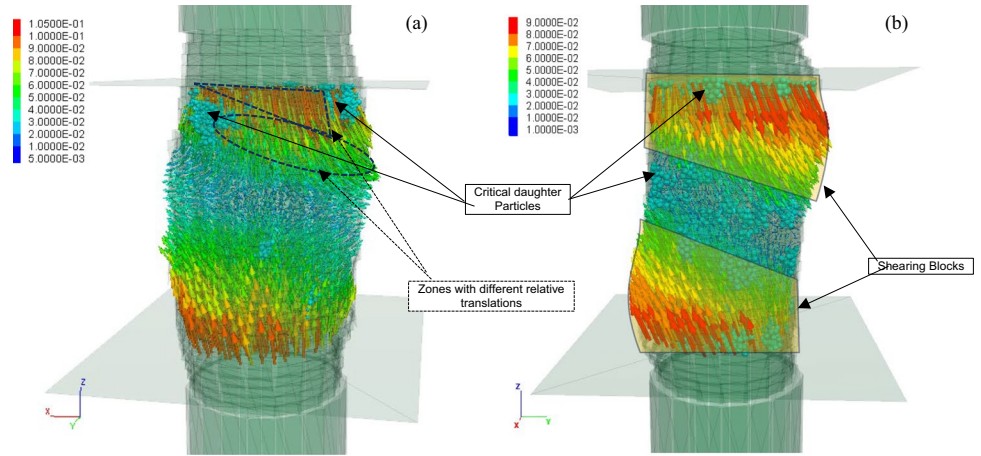 (a)
1.0500E-01
1.0000E-01
9.0000E-02
8.0000E-02
7.0000E-02
6.0000E-02
5.0000E-02
4.0000E-02
3.0000E-02
2.0000E-02
1.0000E-02
5.0000E-03
Z
X
Y
(b)
9.0000E-02
8.0000E-02
7.0000E-02
6.0000E-02
5.0000E-02
4.0000E-02
3.0000E-02
2.0000E-02
1.0000E-02
1.0000E-03
Critical daughter
Particles
Shearing Blocks
Zones with different relative
translations
Z
X
Y